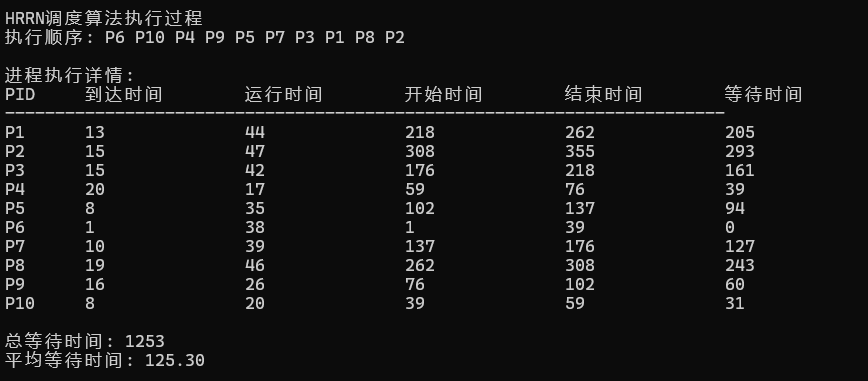 HRRN调度算法执行过程
执行顺序: P6 P10 P4 P9 P5 P7 P3 P1 P8 P2
进程执行详情:
PID 到达时间 运行时间 开始时间 结束时间 等待时间
------------------------------------------------------------------------
P1 13 44 218 262 205
P2 15 47 308 355 293
P3 15 42 176 218 161
P4 20 17 59 76 39
P5 8 35 102 137 94
P6 1 38 1 39 0
P7 10 39 137 176 127
P8 19 46 262 308 243
P9 16 26 76 102 60
P10 8 20 39 59 31
总等待时间: 1253
平均等待时间: 125.30